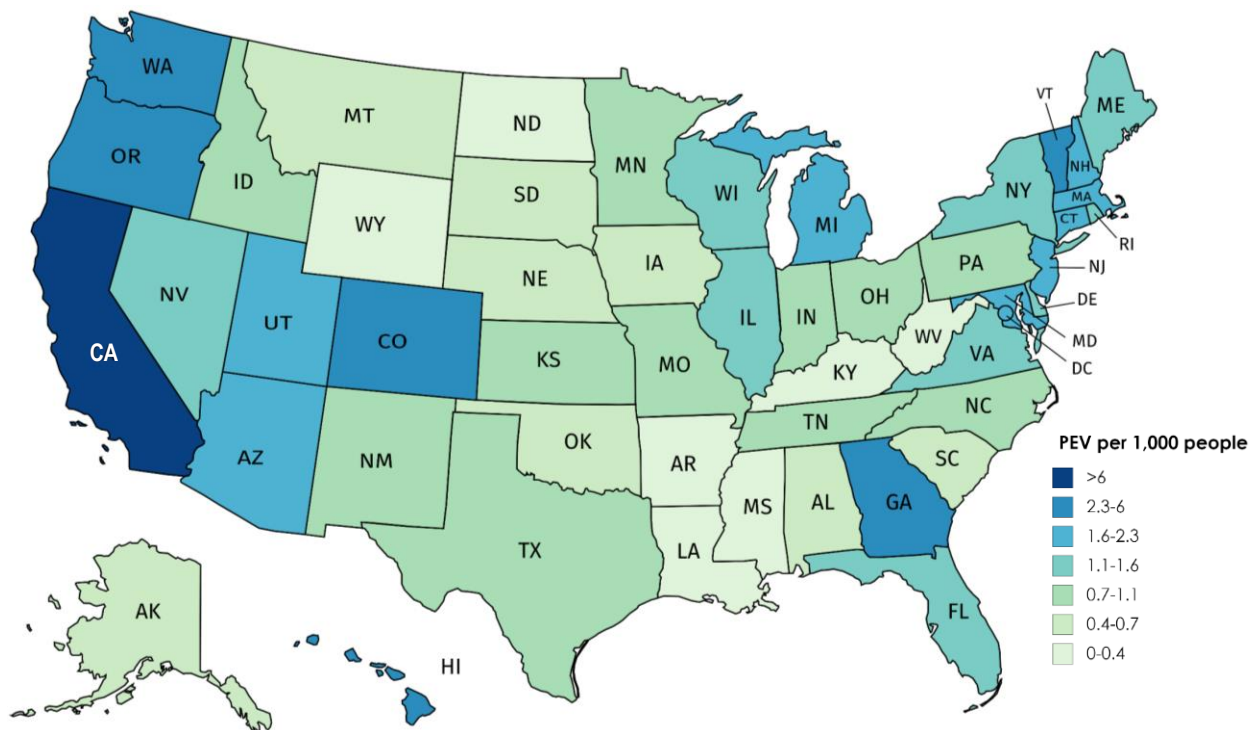 WA
OR
CA
ID
NV
MT
WY
UT
AZ
CO
NM
ND
SD
NE
KS
OK
TX
MN
IA
MO
AR
LA
WI
IL
MI
IN
OH
KY
TN
MS
AL
GA
FL
SC
NC
VA
WV
PA
NY
VT
NH
ME
MA
CT
RI
NJ
DE
MD
DC
AK
HI
PEV per 1,000 people
>6
2.3-6
1.6-2.3
1.1-1.6
0.7-1.1
0.4-0.7
0-0.4